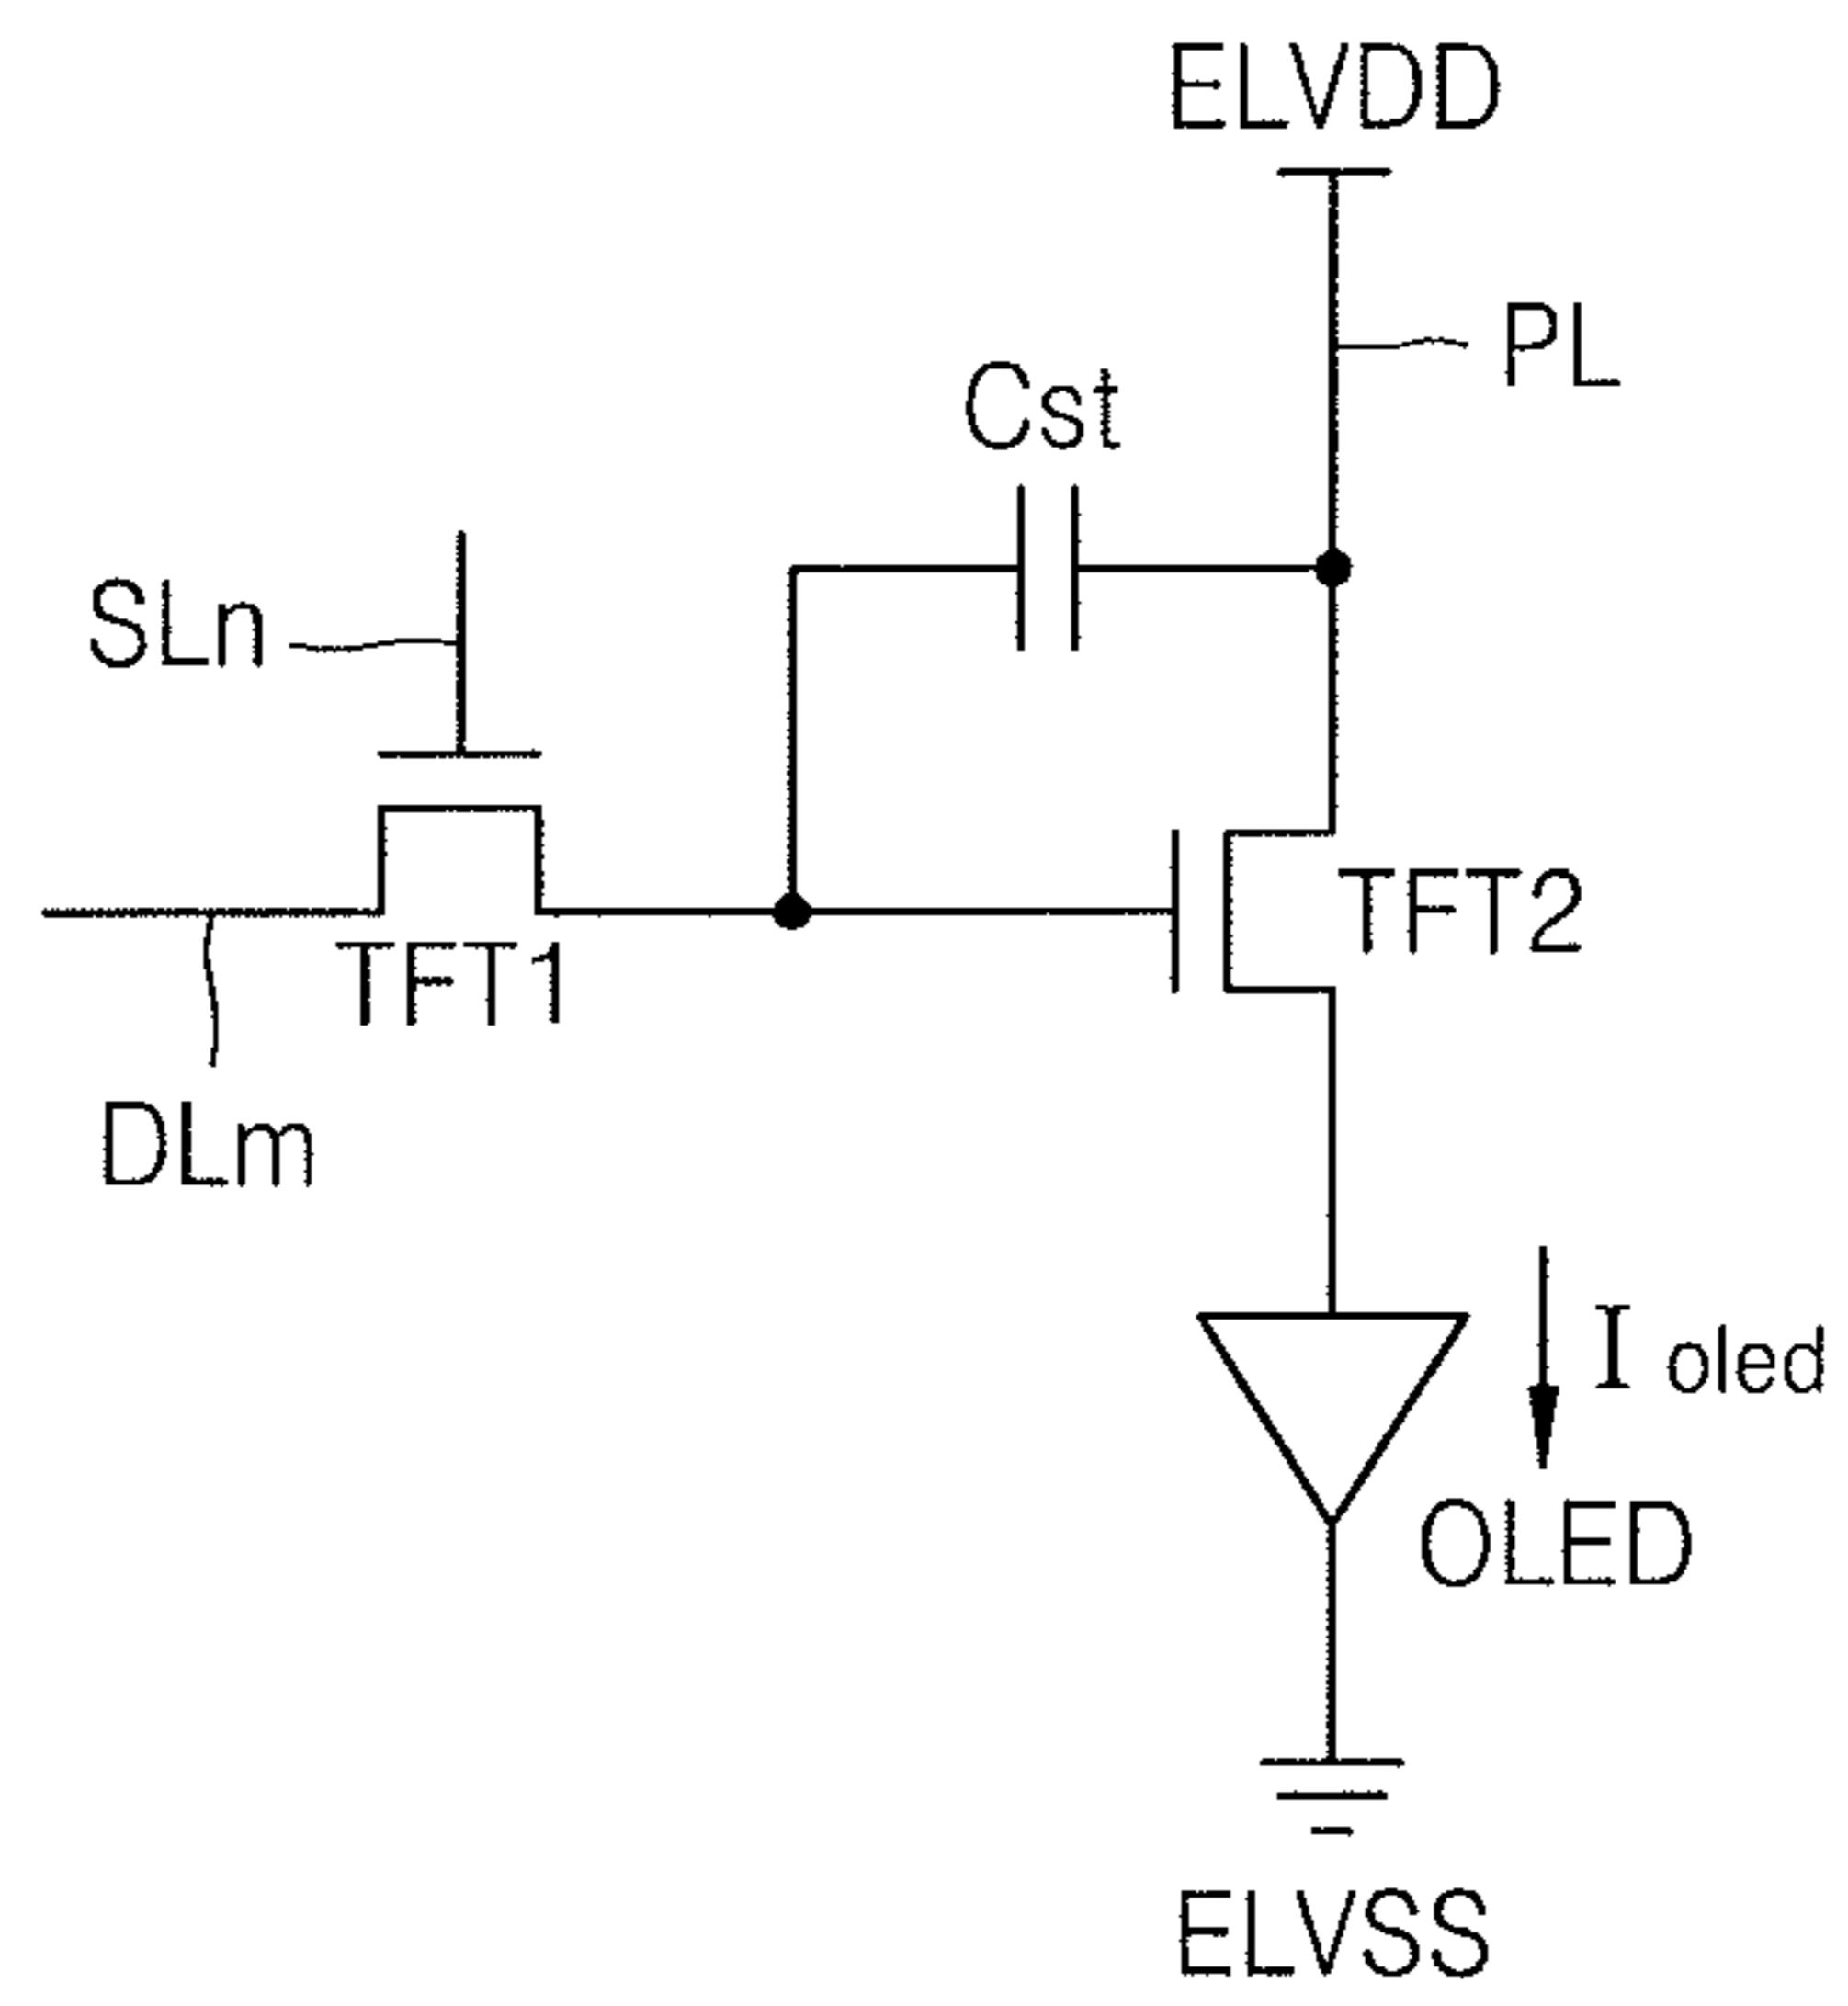 ELVDD
PL
Cst
SLn
TFT2
TFT1
DLm
I oled
OLED
ELVSS